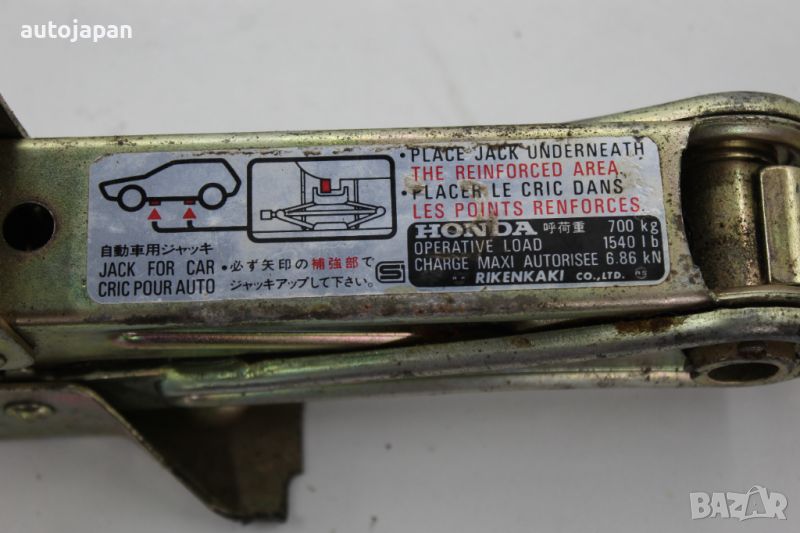 autojapan
・PLACE JACK UNDERNEATH
THE REINFORCED AREA.
・PLACER LE CRIC DANS
LES POINTS RENFORCES.
HONDA 呼荷重 700 kg
OPERATIVE LOAD 1540 lb
CHARGE MAXI AUTORISEE 6.86 kN
RIKENKAKI CO.,LTD.
自動車用ジャッキ
JACK FOR CAR
CRIC POUR AUTO
・必ず矢印の補強部で
ジャッキアップして下さい。
BAZAR